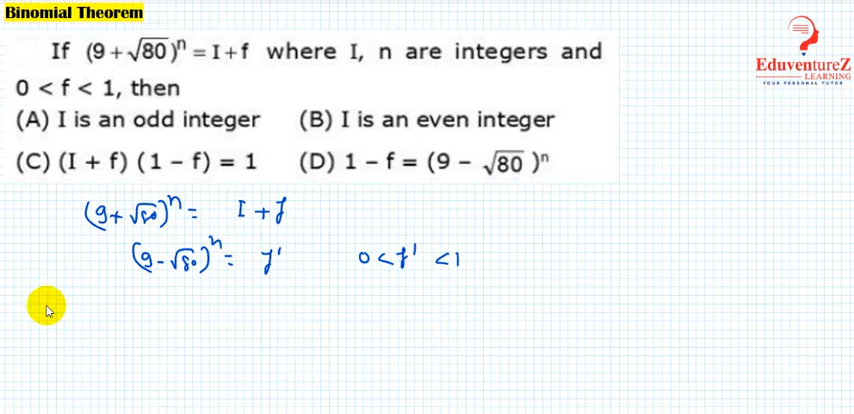 Binomial Theorem
If (9 + √80)ⁿ = I + f where I, n are integers and
0 < f < 1, then
(A) I is an odd integer (B) I is an even integer
(C) (I + f) (1 − f) = 1 (D) 1 − f = (9 − √80)ⁿ
EduventureZ
LEARNING
YOUR PERSONAL TUTOR
(9+√80)ⁿ = I + f
(9-√80)ⁿ = f' 0 < f' < 1